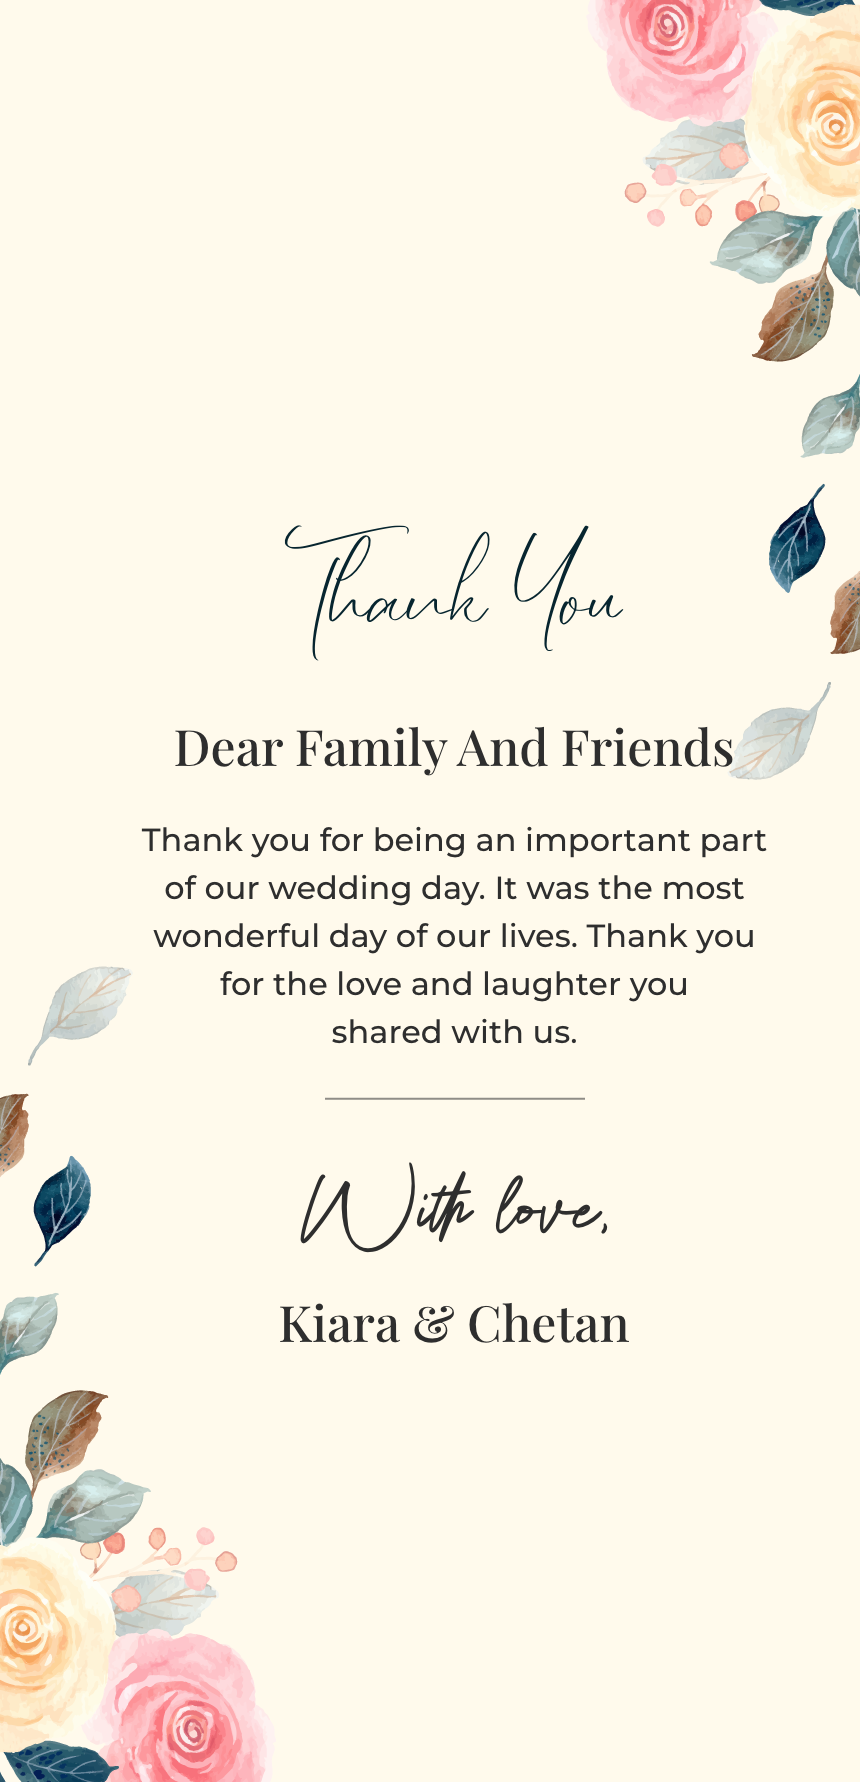 Thank You
Dear Family And Friends
Thank you for being an important part
of our wedding day. It was the most
wonderful day of our lives. Thank you
for the love and laughter you
shared with us.
With love,
Kiara & Chetan